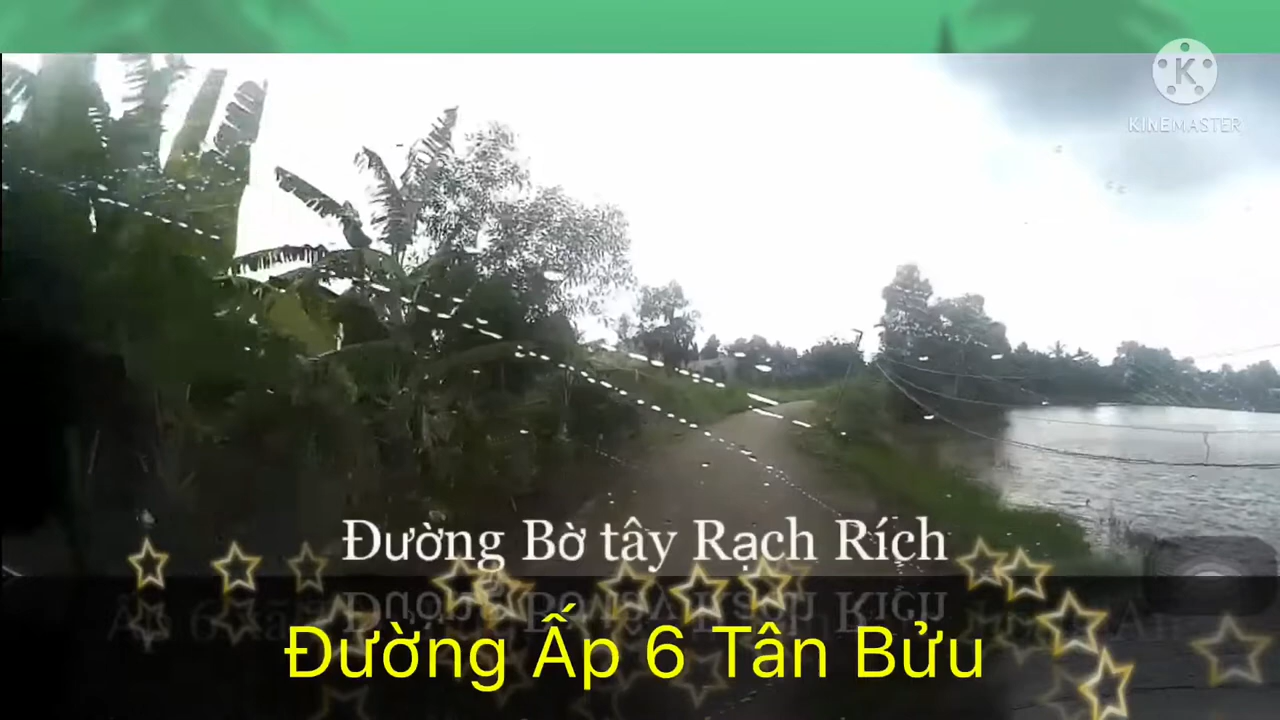 KINEMASTER
Đường Bờ tây Rạch Rích
Đường Ấp 6 Tân Bửu